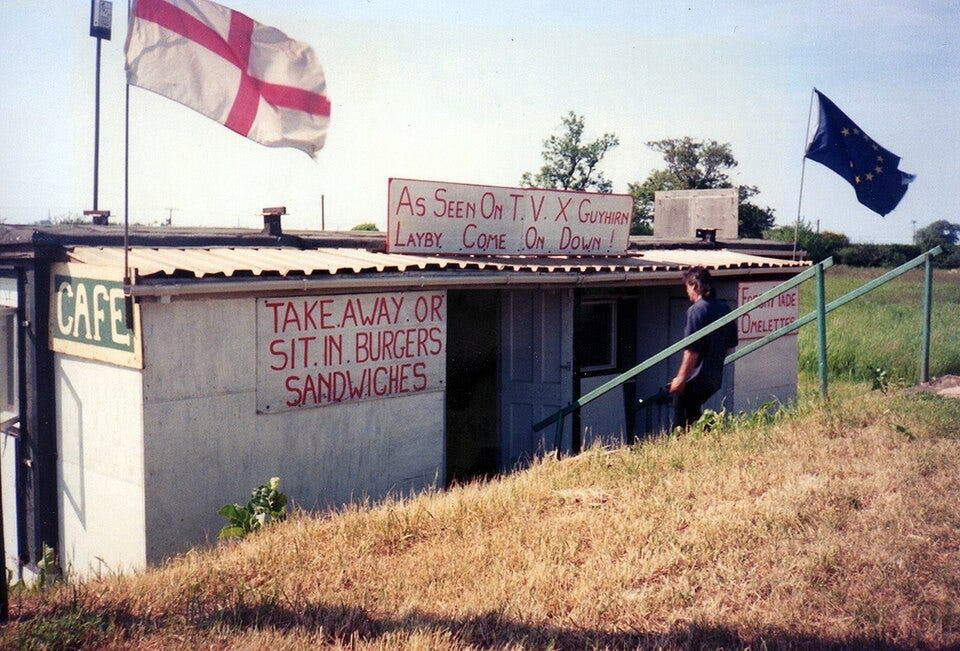 As Seen On T.V. X Guyhirn
Layby. Come. On Down!
CAFE
TAKE.AWAY.OR
SIT.IN.BURGERS
SANDWICHES
Omelettes